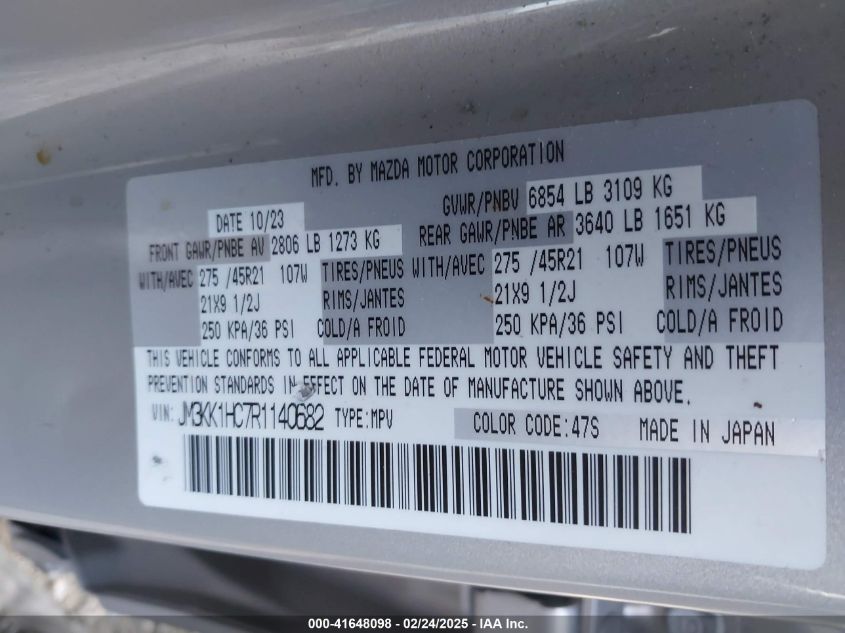 MFD. BY MAZDA MOTOR CORPORATION
DATE 10/23 GVWR/PNBV 6854 LB 3109 KG
FRONT GAWR/PNBE AV 2806 LB 1273 KG REAR GAWR/PNBE AR 3640 LB 1651 KG
WITH/AVEC 275 /45R21 107W TIRES/PNEUS WITH/AVEC 275 /45R21 107W TIRES/PNEUS
21X9 1/2J RIMS/JANTES 21X9 1/2J RIMS/JANTES
250 KPA/36 PSI COLD/A FROID 250 KPA/36 PSI COLD/A FROID
THIS VEHICLE CONFORMS TO ALL APPLICABLE FEDERAL MOTOR VEHICLE SAFETY AND THEFT
PREVENTION STANDARDS IN EFFECT ON THE DATE OF MANUFACTURE SHOWN ABOVE.
VIN: JM3KK1HC7R1140682 TYPE:MPV COLOR CODE:47S MADE IN JAPAN
000-41648098 - 02/24/2025 - IAA Inc.